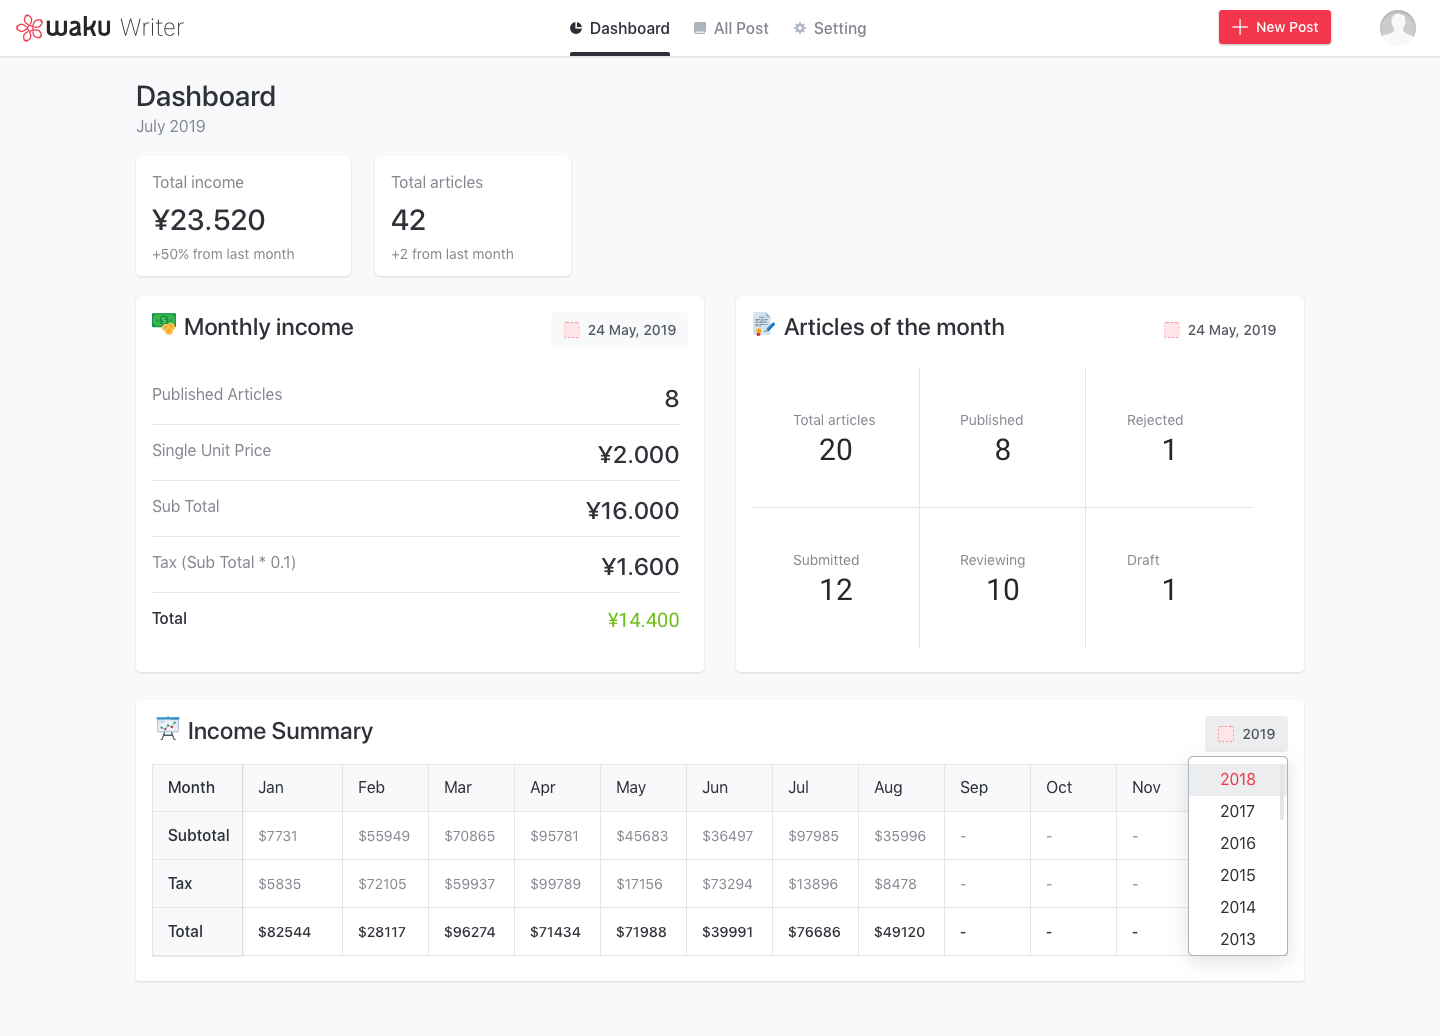 waku Writer
Dashboard
All Post
Setting
New Post
Dashboard
July 2019
Total income
¥23.520
+50% from last month
Total articles
42
+2 from last month
Monthly income
24 May, 2019
Published Articles
8
Single Unit Price
¥2.000
Sub Total
¥16.000
Tax (Sub Total * 0.1)
¥1.600
Total
¥14.400
Articles of the month
24 May, 2019
Total articles
20
Published
8
Rejected
1
Submitted
12
Reviewing
10
Draft
1
Income Summary
2019
Month Jan Feb Mar Apr May Jun Jul Aug Sep Oct Nov
Subtotal $7731 $55949 $70865 $95781 $45683 $36497 $97985 $35996 - - -
Tax $5835 $72105 $59937 $99789 $17156 $73294 $13896 $8478 - - -
Total $82544 $28117 $96274 $71434 $71988 $39991 $76686 $49120 - - -
2018
2017
2016
2015
2014
2013